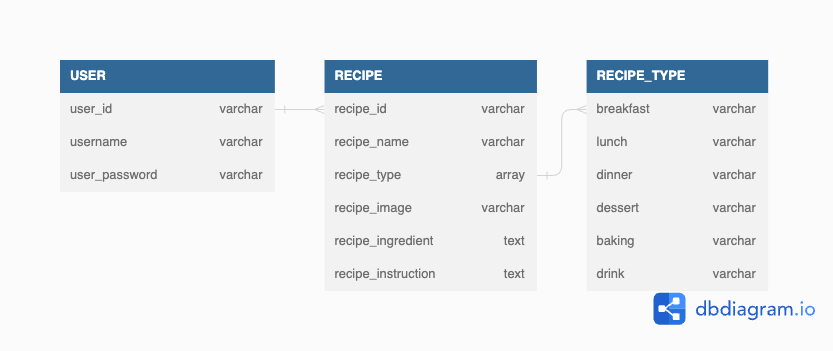 USER
user_id varchar
username varchar
user_password varchar
RECIPE
recipe_id varchar
recipe_name varchar
recipe_type array
recipe_image varchar
recipe_ingredient text
recipe_instruction text
RECIPE_TYPE
breakfast varchar
lunch varchar
dinner varchar
dessert varchar
baking varchar
drink varchar
dbdiagram.io